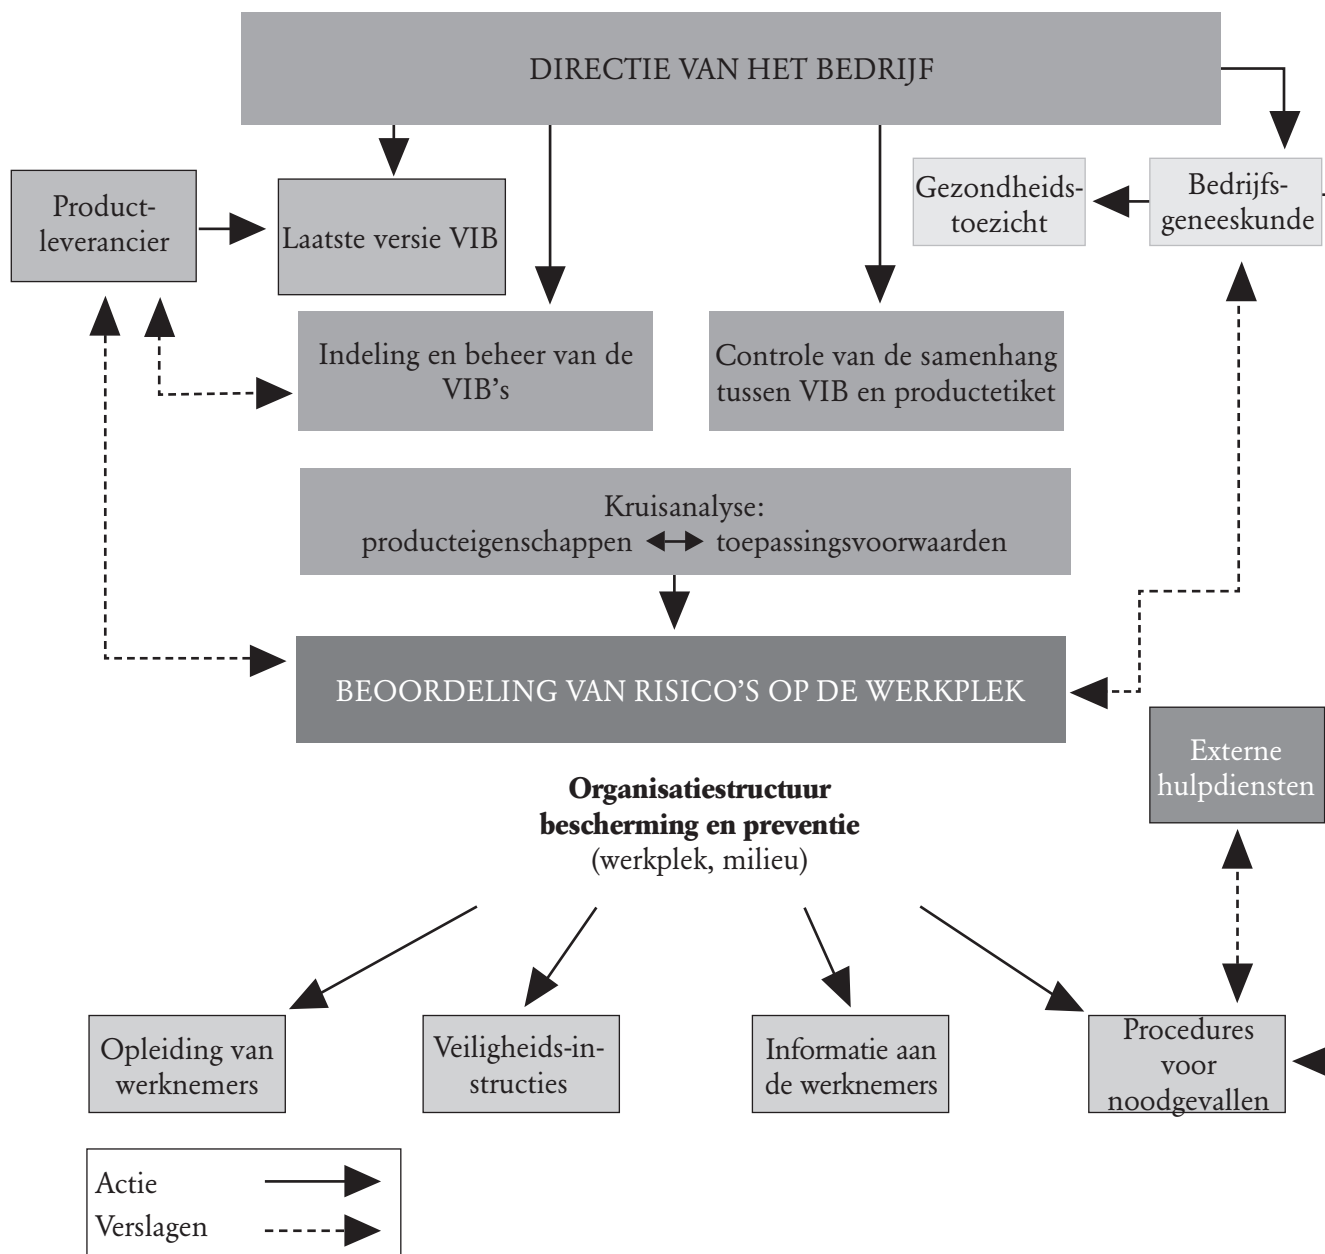 DIRECTIE VAN HET BEDRIJF
Product-
leverancier
Laatste versie VIB
Gezondheids-
toezicht
Bedrijfs-
geneeskunde
Indeling en beheer van de
VIB’s
Controle van de samenhang
tussen VIB en productetiket
Kruisanalyse:
producteigenschappen toepassingsvoorwaarden
BEOORDELING VAN RISICO’S OP DE WERKPLEK
Externe
hulpdiensten
Organisatiestructuur
bescherming en preventie
(werkplek, milieu)
Opleiding van
werknemers
Veiligheids-in-
structies
Informatie aan
de werknemers
Procedures
voor
noodgevallen
Actie
Verslagen